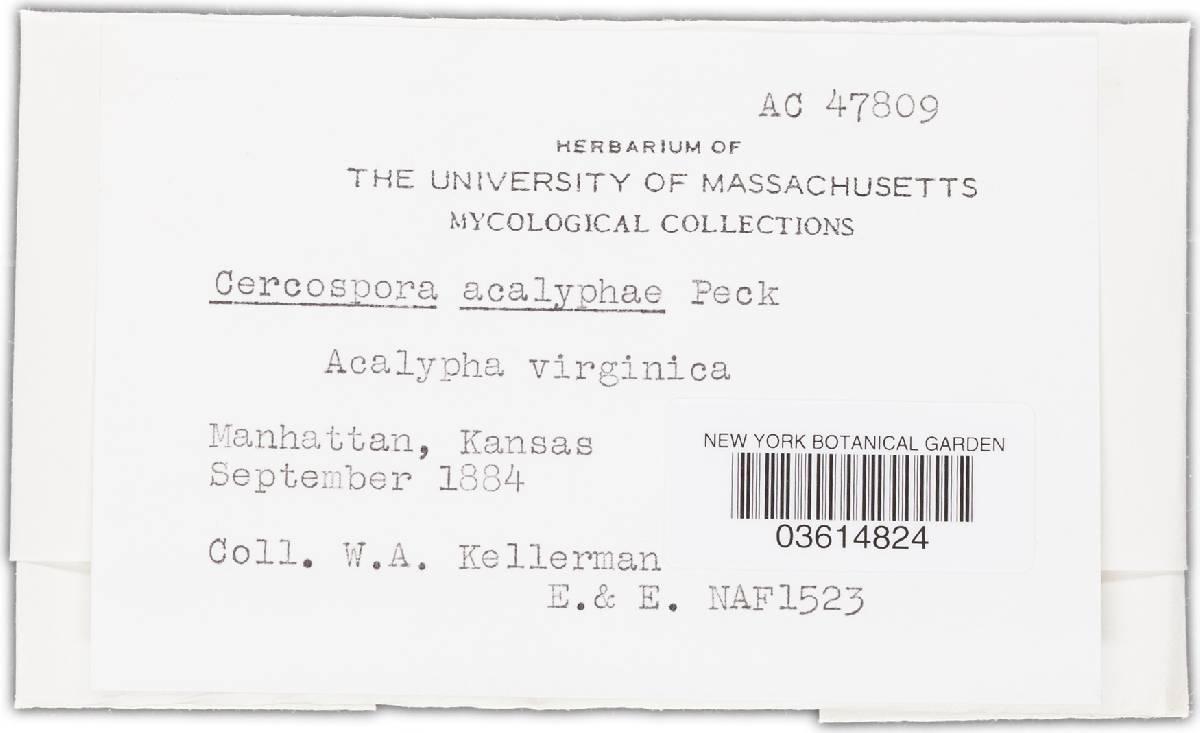 AC 47809
HERBARIUM OF
THE UNIVERSITY OF MASSACHUSETTS
MYCOLOGICAL COLLECTIONS
Cercospora acalyphae Peck
Acalypha virginica
Manhattan, Kansas
September 1884
NEW YORK BOTANICAL GARDEN
03614824
Coll. W.A. Kellerman
E.& E. NAF1523